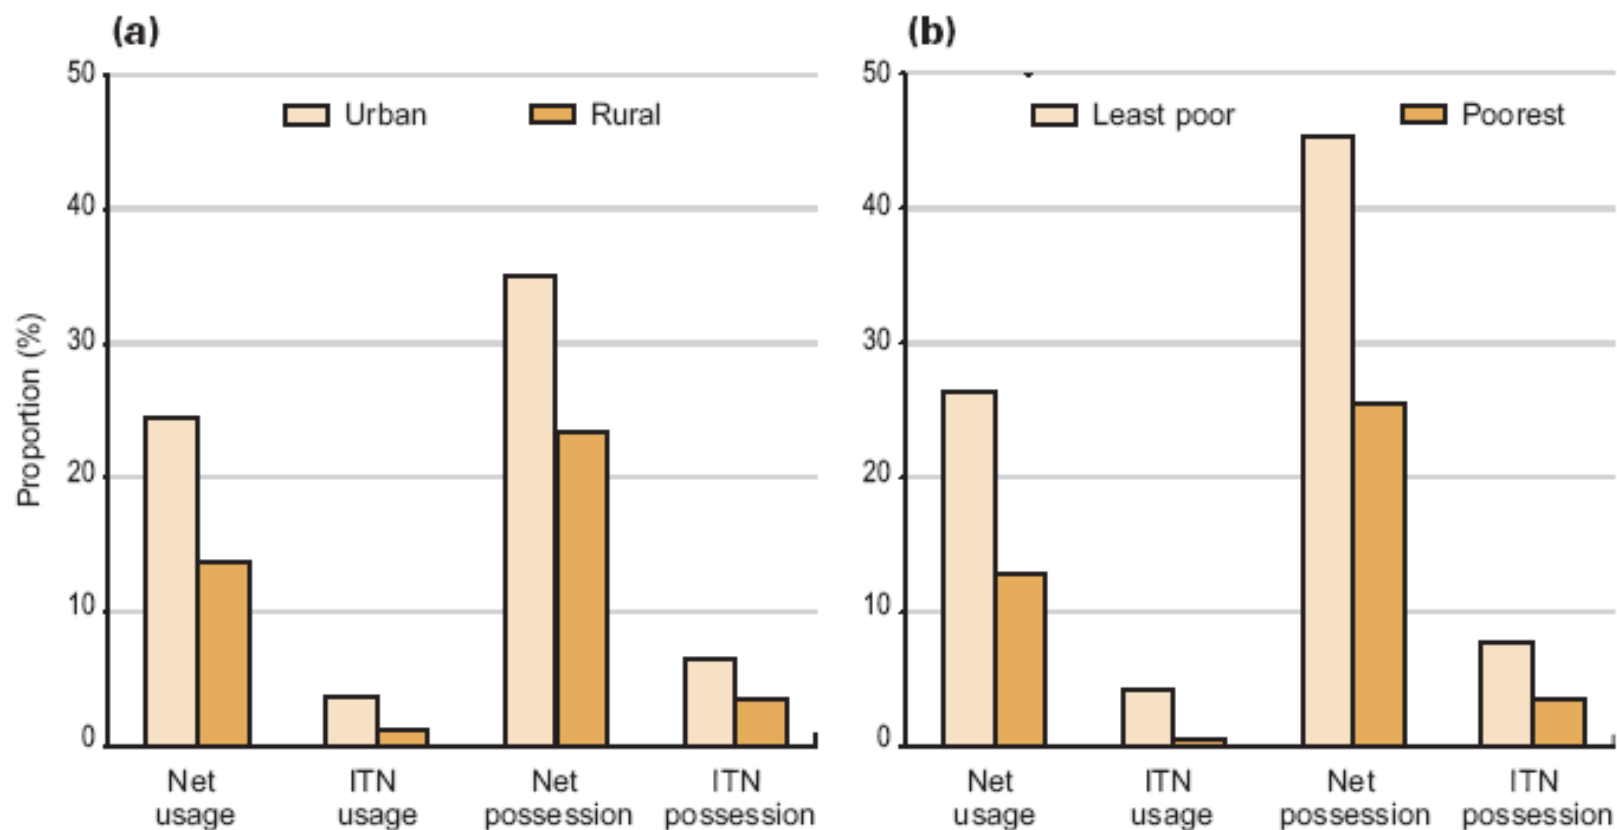 (a)
Urban Rural
Proportion (%)
50
40
30
20
10
0
Net usage
ITN usage
Net possession
ITN possession
(b)
Least poor Poorest
50
40
30
20
10
0
Net usage
ITN usage
Net possession
ITN possession